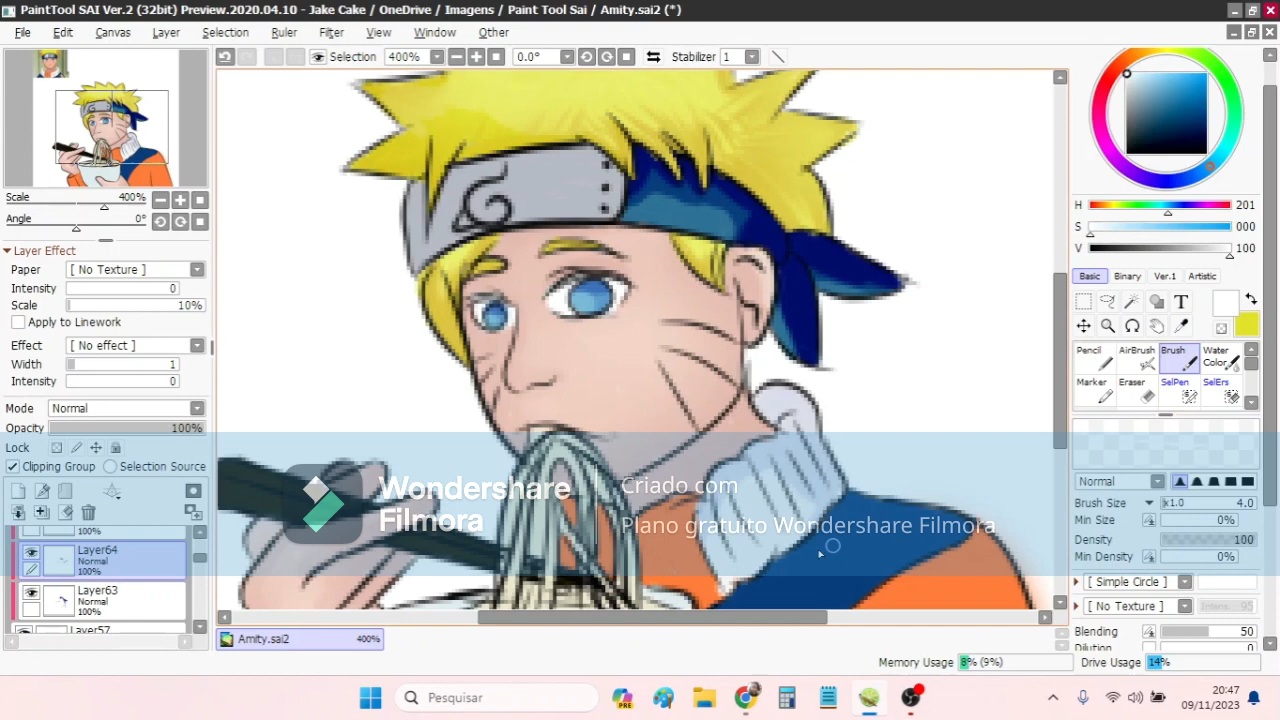 PaintTool SAI Ver.2 (32bit) Preview.2020.04.10 - Jake Cake / OneDrive / Imagens / Paint Tool Sai / Amity.sai2 (*)
File Edit Canvas Layer Selection Ruler Filter View Window Other
Selection 400% 0.0° Stabilizer 1
Scale 400%
Angle 0°
Layer Effect
Paper [ No Texture ]
Intensity 0
Scale 10%
Apply to Linework
Effect [ No effect ]
Width 1
Intensity 0
Mode Normal
Opacity 100%
Lock
Clipping Group Selection Source
100%
Layer64
Normal
100%
Layer63
Normal
100%
Layer57
Wondershare
Filmora
Criado com
Plano gratuito Wondershare Filmora
Amity.sai2 400%
H 201
S 000
V 100
Basic Binary Ver.1 Artistic
T
Pencil AirBrush Brush Water Color
Marker Eraser SelPen SelErs
Normal
Brush Size x1.0 4.0
Min Size 0%
Density 100
Min Density 0%
[ Simple Circle ]
[ No Texture ] Intens. 95
Blending 50
Dilution 0
Memory Usage 8% (9%) Drive Usage 14%
Pesquisar
PRE
20:47
09/11/2023